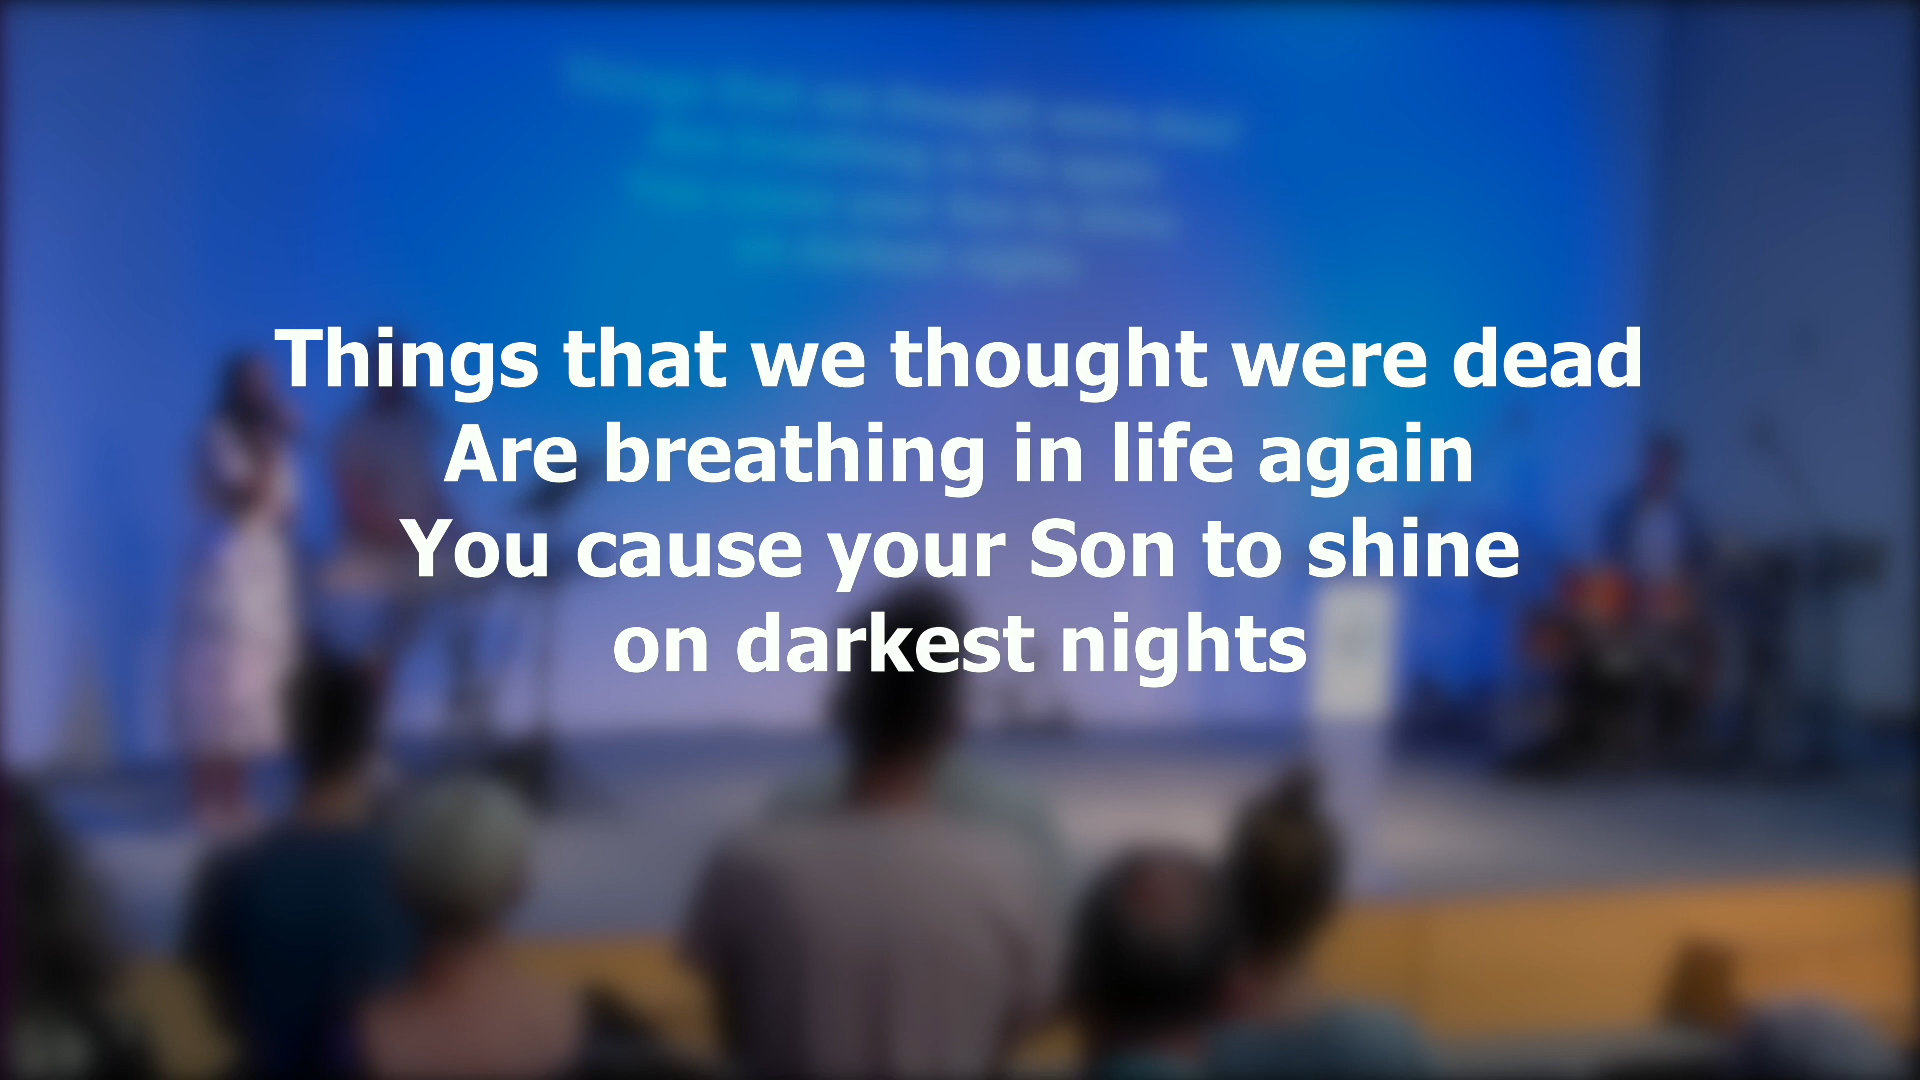 Things that we thought were dead
Are breathing in life again
You cause your Son to shine
on darkest nights